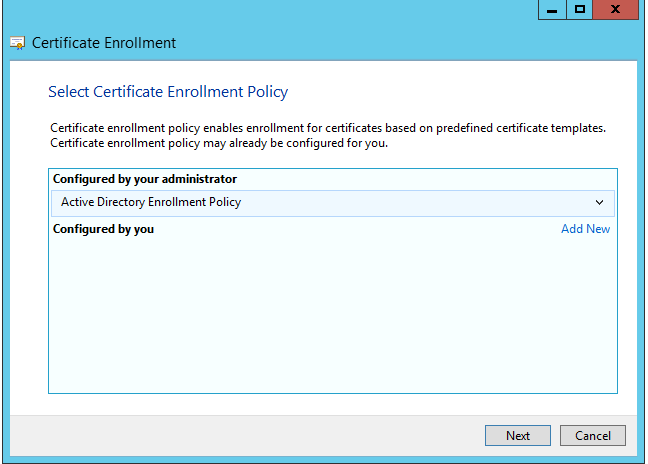 Certificate Enrollment
Select Certificate Enrollment Policy
Certificate enrollment policy enables enrollment for certificates based on predefined certificate templates.
Certificate enrollment policy may already be configured for you.
Configured by your administrator
Active Directory Enrollment Policy
Configured by you Add New
Next Cancel